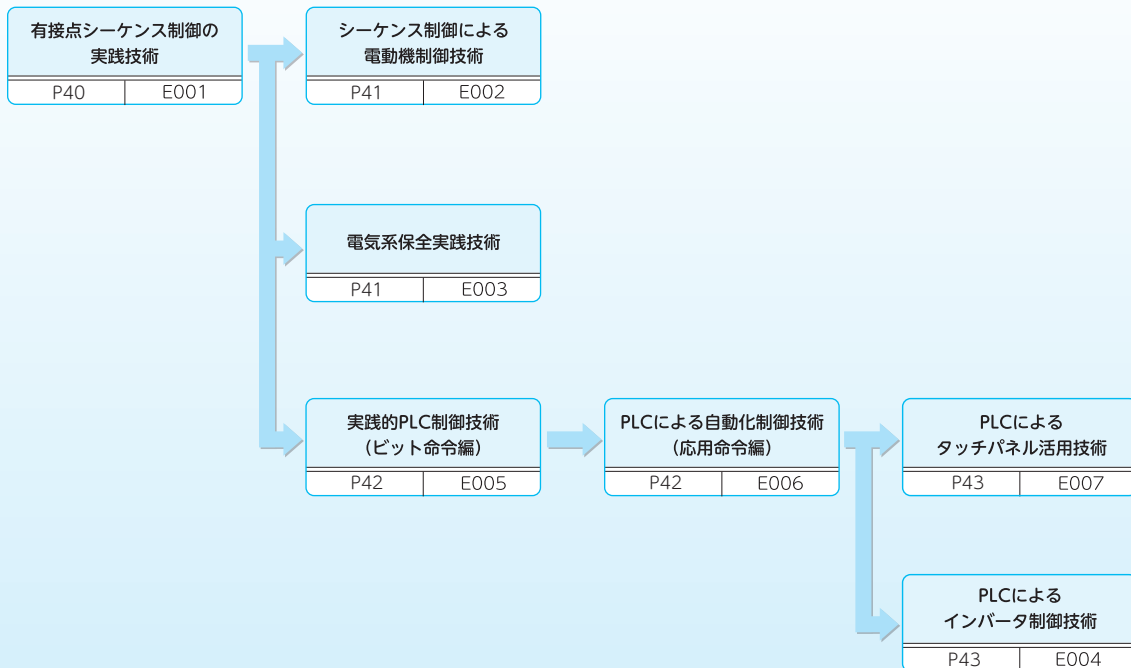 有接点シーケンス制御の
実践技術
P40 E001
シーケンス制御による
電動機制御技術
P41 E002
電気系保全実践技術
P41 E003
実践的PLC制御技術
（ビット命令編）
P42 E005
PLCによる自動化制御技術
（応用命令編）
P42 E006
PLCによる
タッチパネル活用技術
P43 E007
PLCによる
インバータ制御技術
P43 E004